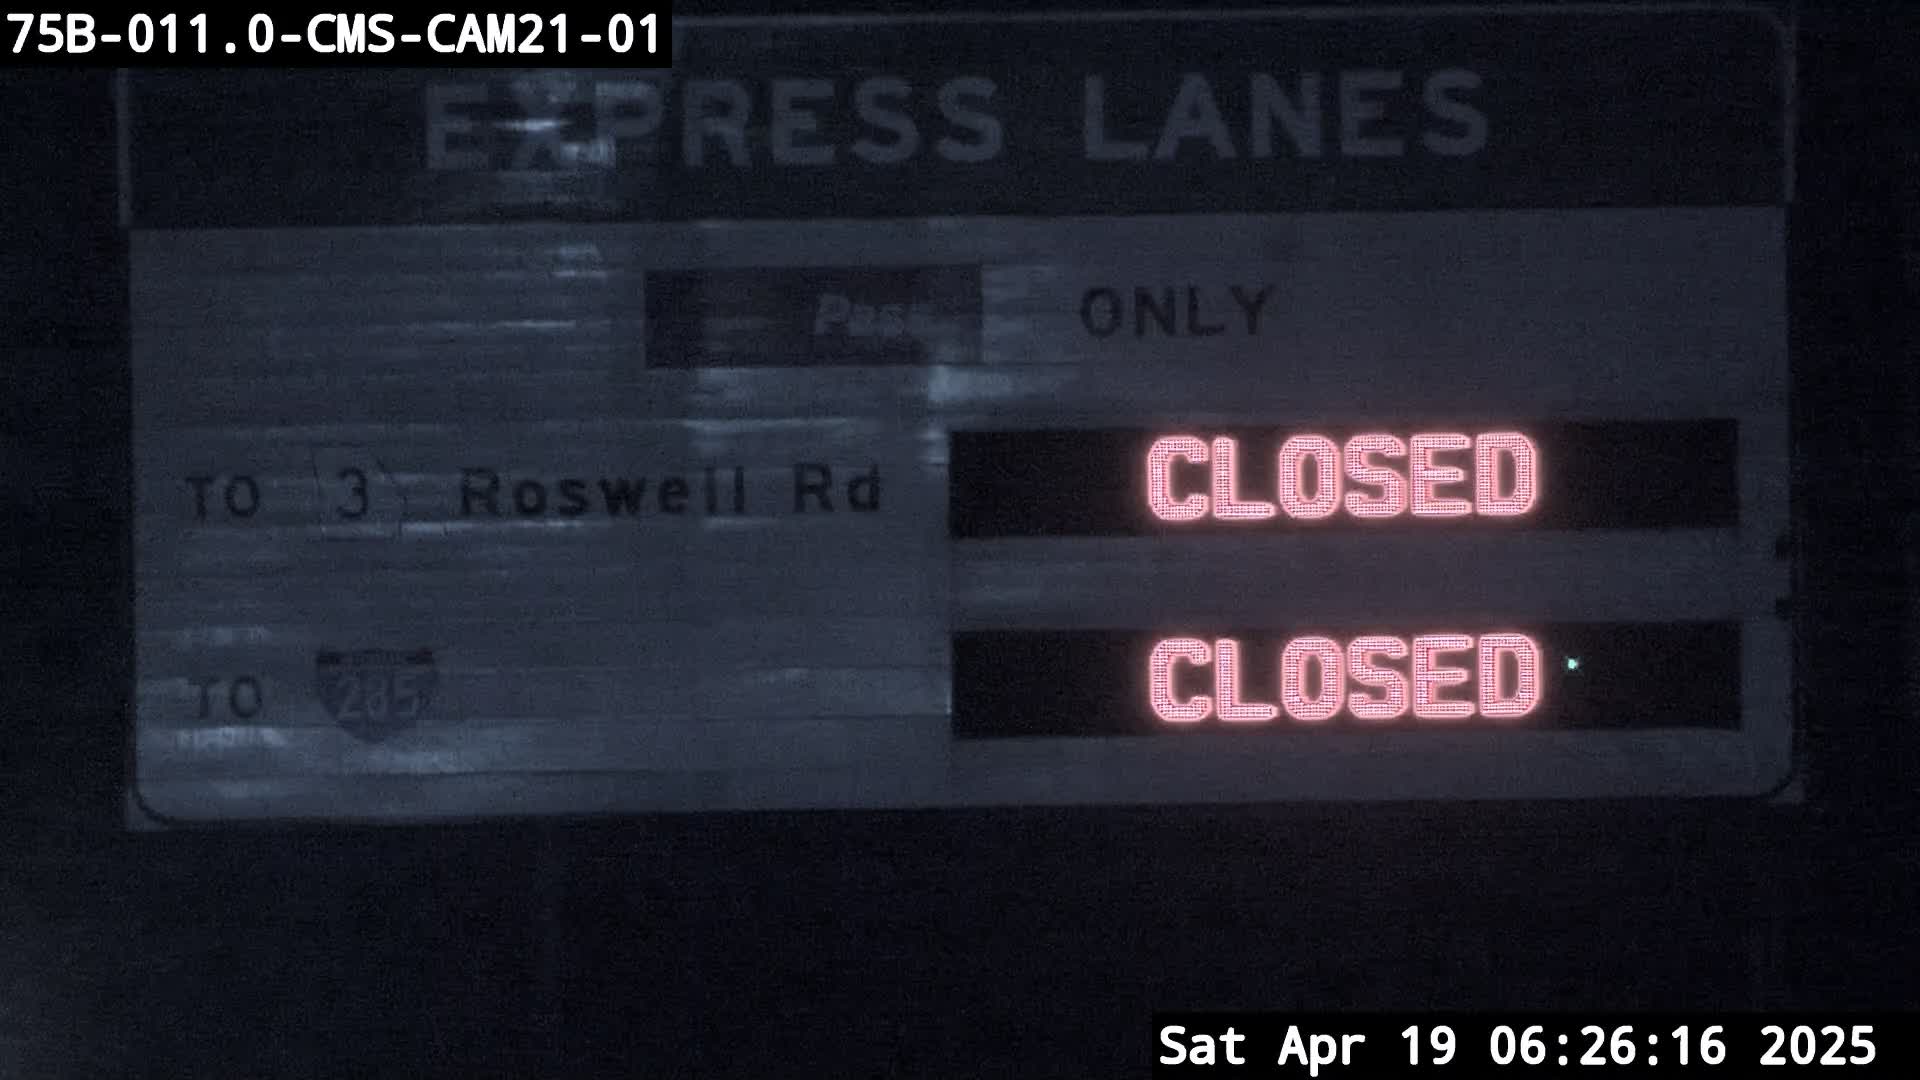 75B-011.0-CMS-CAM21-01
EXPRESS LANES
Pass ONLY
TO 3 Roswell Rd CLOSED
TO 285 CLOSED
Sat Apr 19 06:26:16 2025